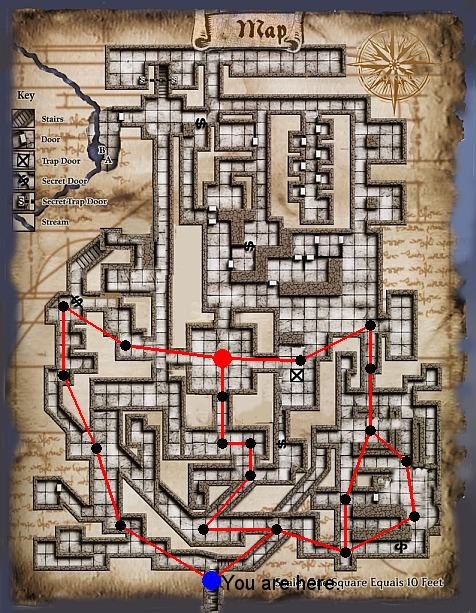 Map
Key
Stairs
Door
Trap Door
Secret Door
Secret Trap Door
Stream
S
S
B
A
S
S
S
S
You are here.
One Square Equals 10 Feet